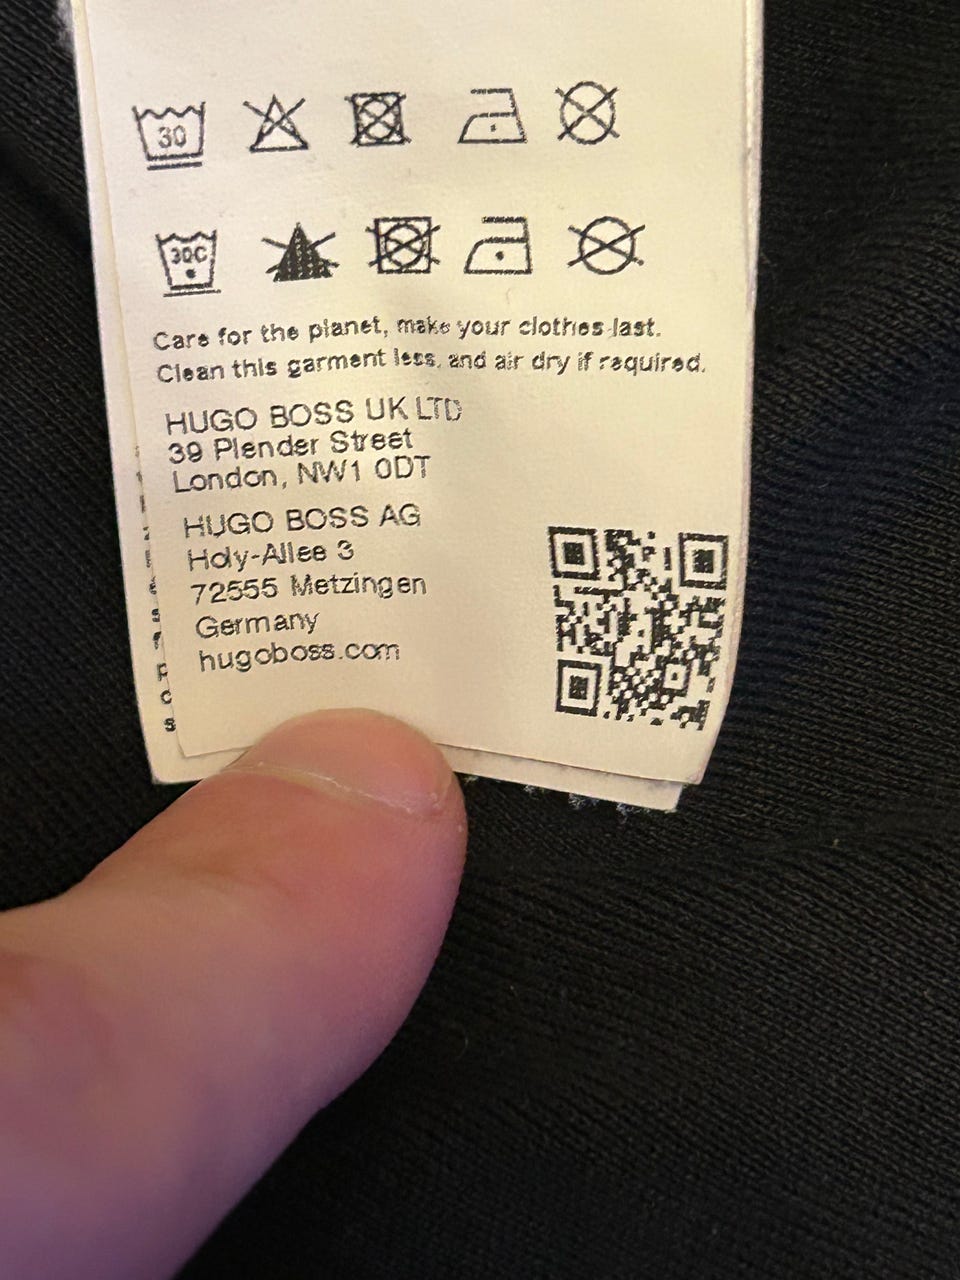 30
30C
Care for the planet, make your clothes last.
Clean this garment less, and air dry if required.
HUGO BOSS UK LTD
39 Plender Street
London, NW1 0DT
HUGO BOSS AG
Holy-Allee 3
72555 Metzingen
Germany
hugoboss.com